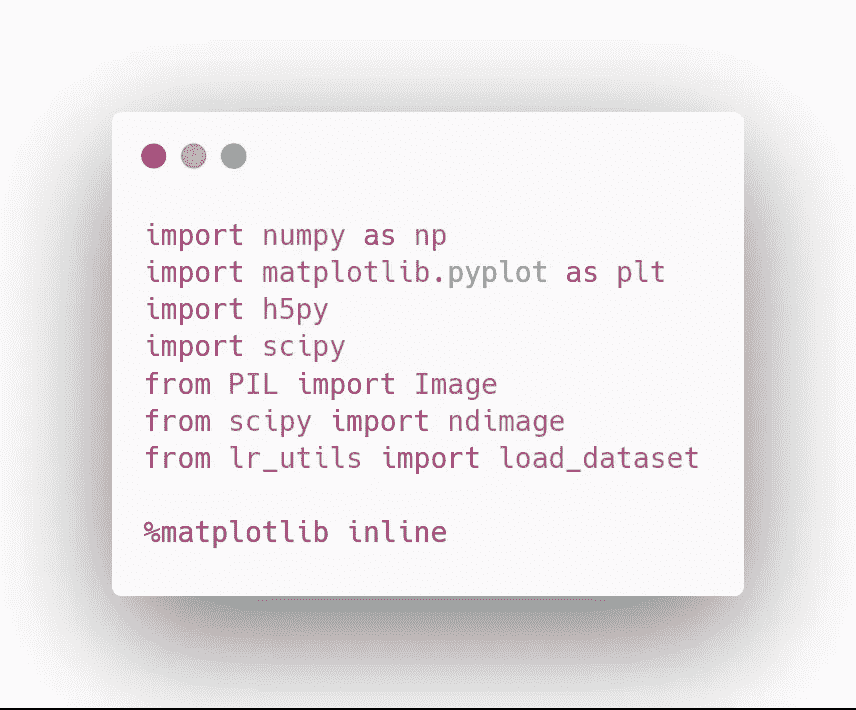 import numpy as np
import matplotlib.pyplot as plt
import h5py
import scipy
from PIL import Image
from scipy import ndimage
from lr_utils import load_dataset
%matplotlib inline